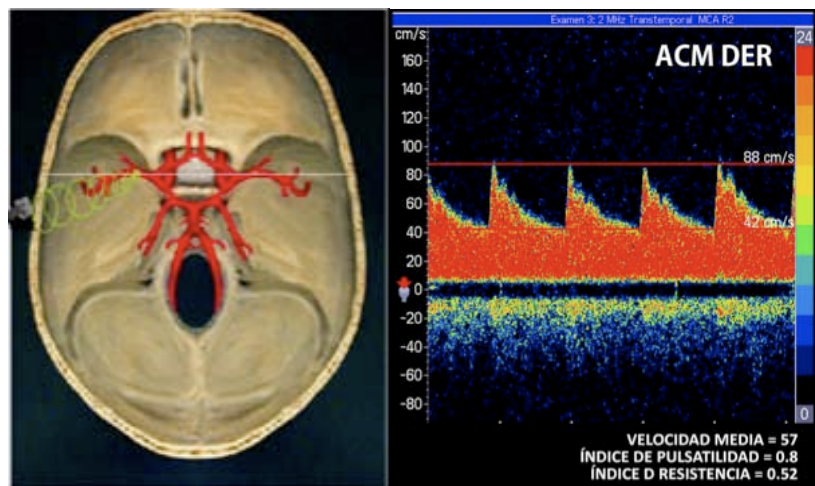 Examen 3: 2 MHz Transtemporal MCA R2
cm/s
24
ACM DER
160
140
120
100
88 cm/s
80
60
42 cm/s
40
20
0
-20
-40
-60
-80
0
VELOCIDAD MEDIA = 57
ÍNDICE DE PULSATILIDAD = 0.8
ÍNDICE D RESISTENCIA = 0.52